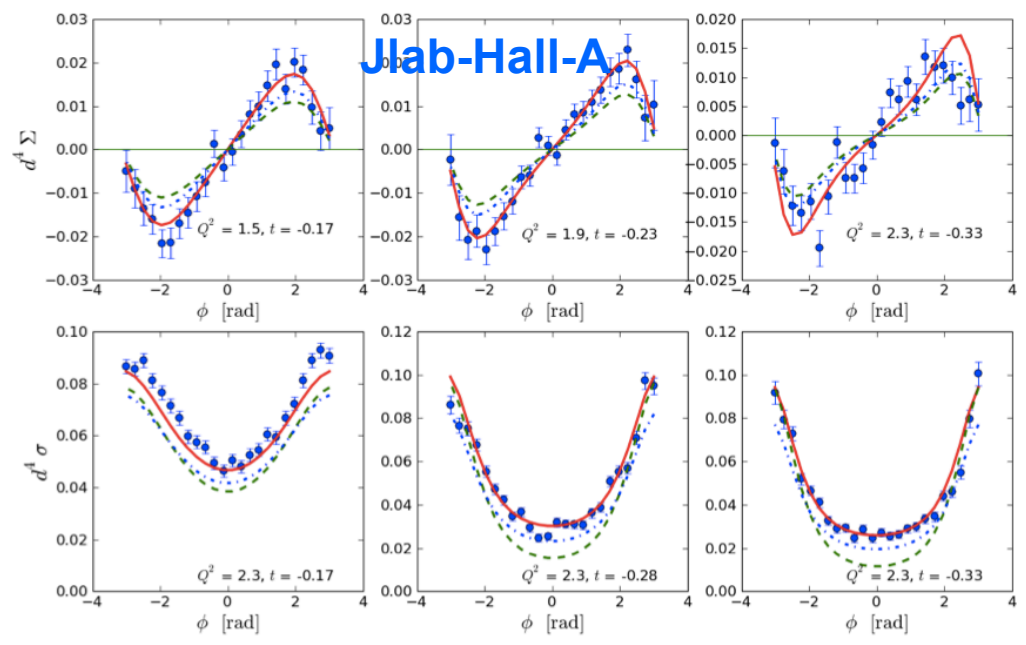 Jlab-Hall-A
d⁴ Σ
0.03
0.02
0.01
0.00
−0.01
−0.02
−0.03
Q² = 1.5, t = -0.17
−4 −2 0 2 4
ϕ [rad]
0.03
0.01
0.00
−0.01
−0.02
−0.03
Q² = 1.9, t = -0.23
−4 −2 0 2 4
ϕ [rad]
0.020
0.015
0.010
0.005
0.000
−0.005
−0.010
−0.015
−0.020
−0.025
Q² = 2.3, t = -0.33
−4 −2 0 2 4
ϕ [rad]
d⁴ σ
0.10
0.08
0.06
0.04
0.02
0.00
Q² = 2.3, t = -0.17
−4 −2 0 2 4
ϕ [rad]
0.12
0.10
0.08
0.06
0.04
0.02
0.00
Q² = 2.3, t = -0.28
−4 −2 0 2 4
ϕ [rad]
0.12
0.10
0.08
0.06
0.04
0.02
0.00
Q² = 2.3, t = -0.33
−4 −2 0 2 4
ϕ [rad]